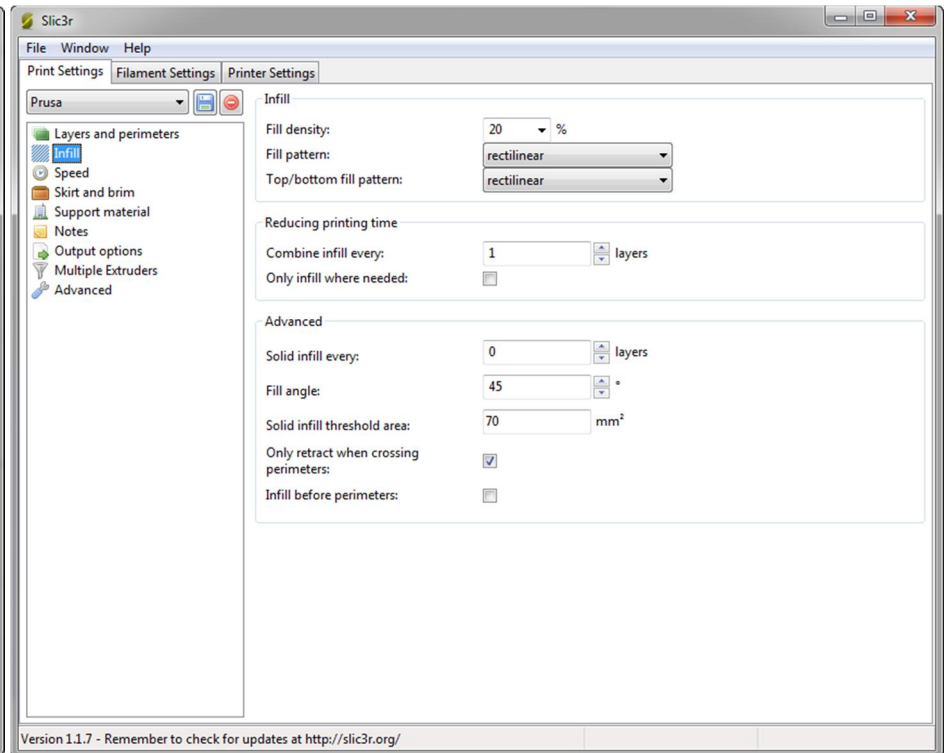 Slic3r
File Window Help
Print Settings Filament Settings Printer Settings
Prusa
Layers and perimeters
Infill
Speed
Skirt and brim
Support material
Notes
Output options
Multiple Extruders
Advanced
Infill
Fill density: 20 %
Fill pattern: rectilinear
Top/bottom fill pattern: rectilinear
Reducing printing time
Combine infill every: 1 layers
Only infill where needed:
Advanced
Solid infill every: 0 layers
Fill angle: 45 °
Solid infill threshold area: 70 mm²
Only retract when crossing
perimeters:
Infill before perimeters:
Version 1.1.7 - Remember to check for updates at http://slic3r.org/